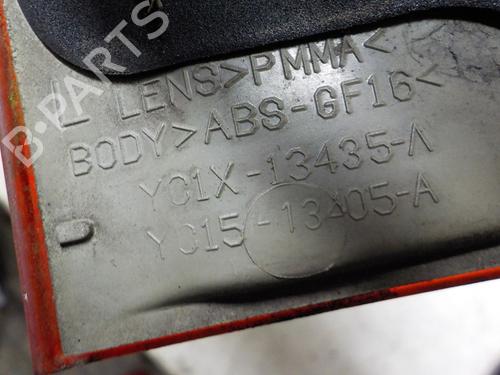 L LENS>PMMA<
BODY>ABS-GF16<
YC1X-13435-A
YC15-13405-A
B-PARTS